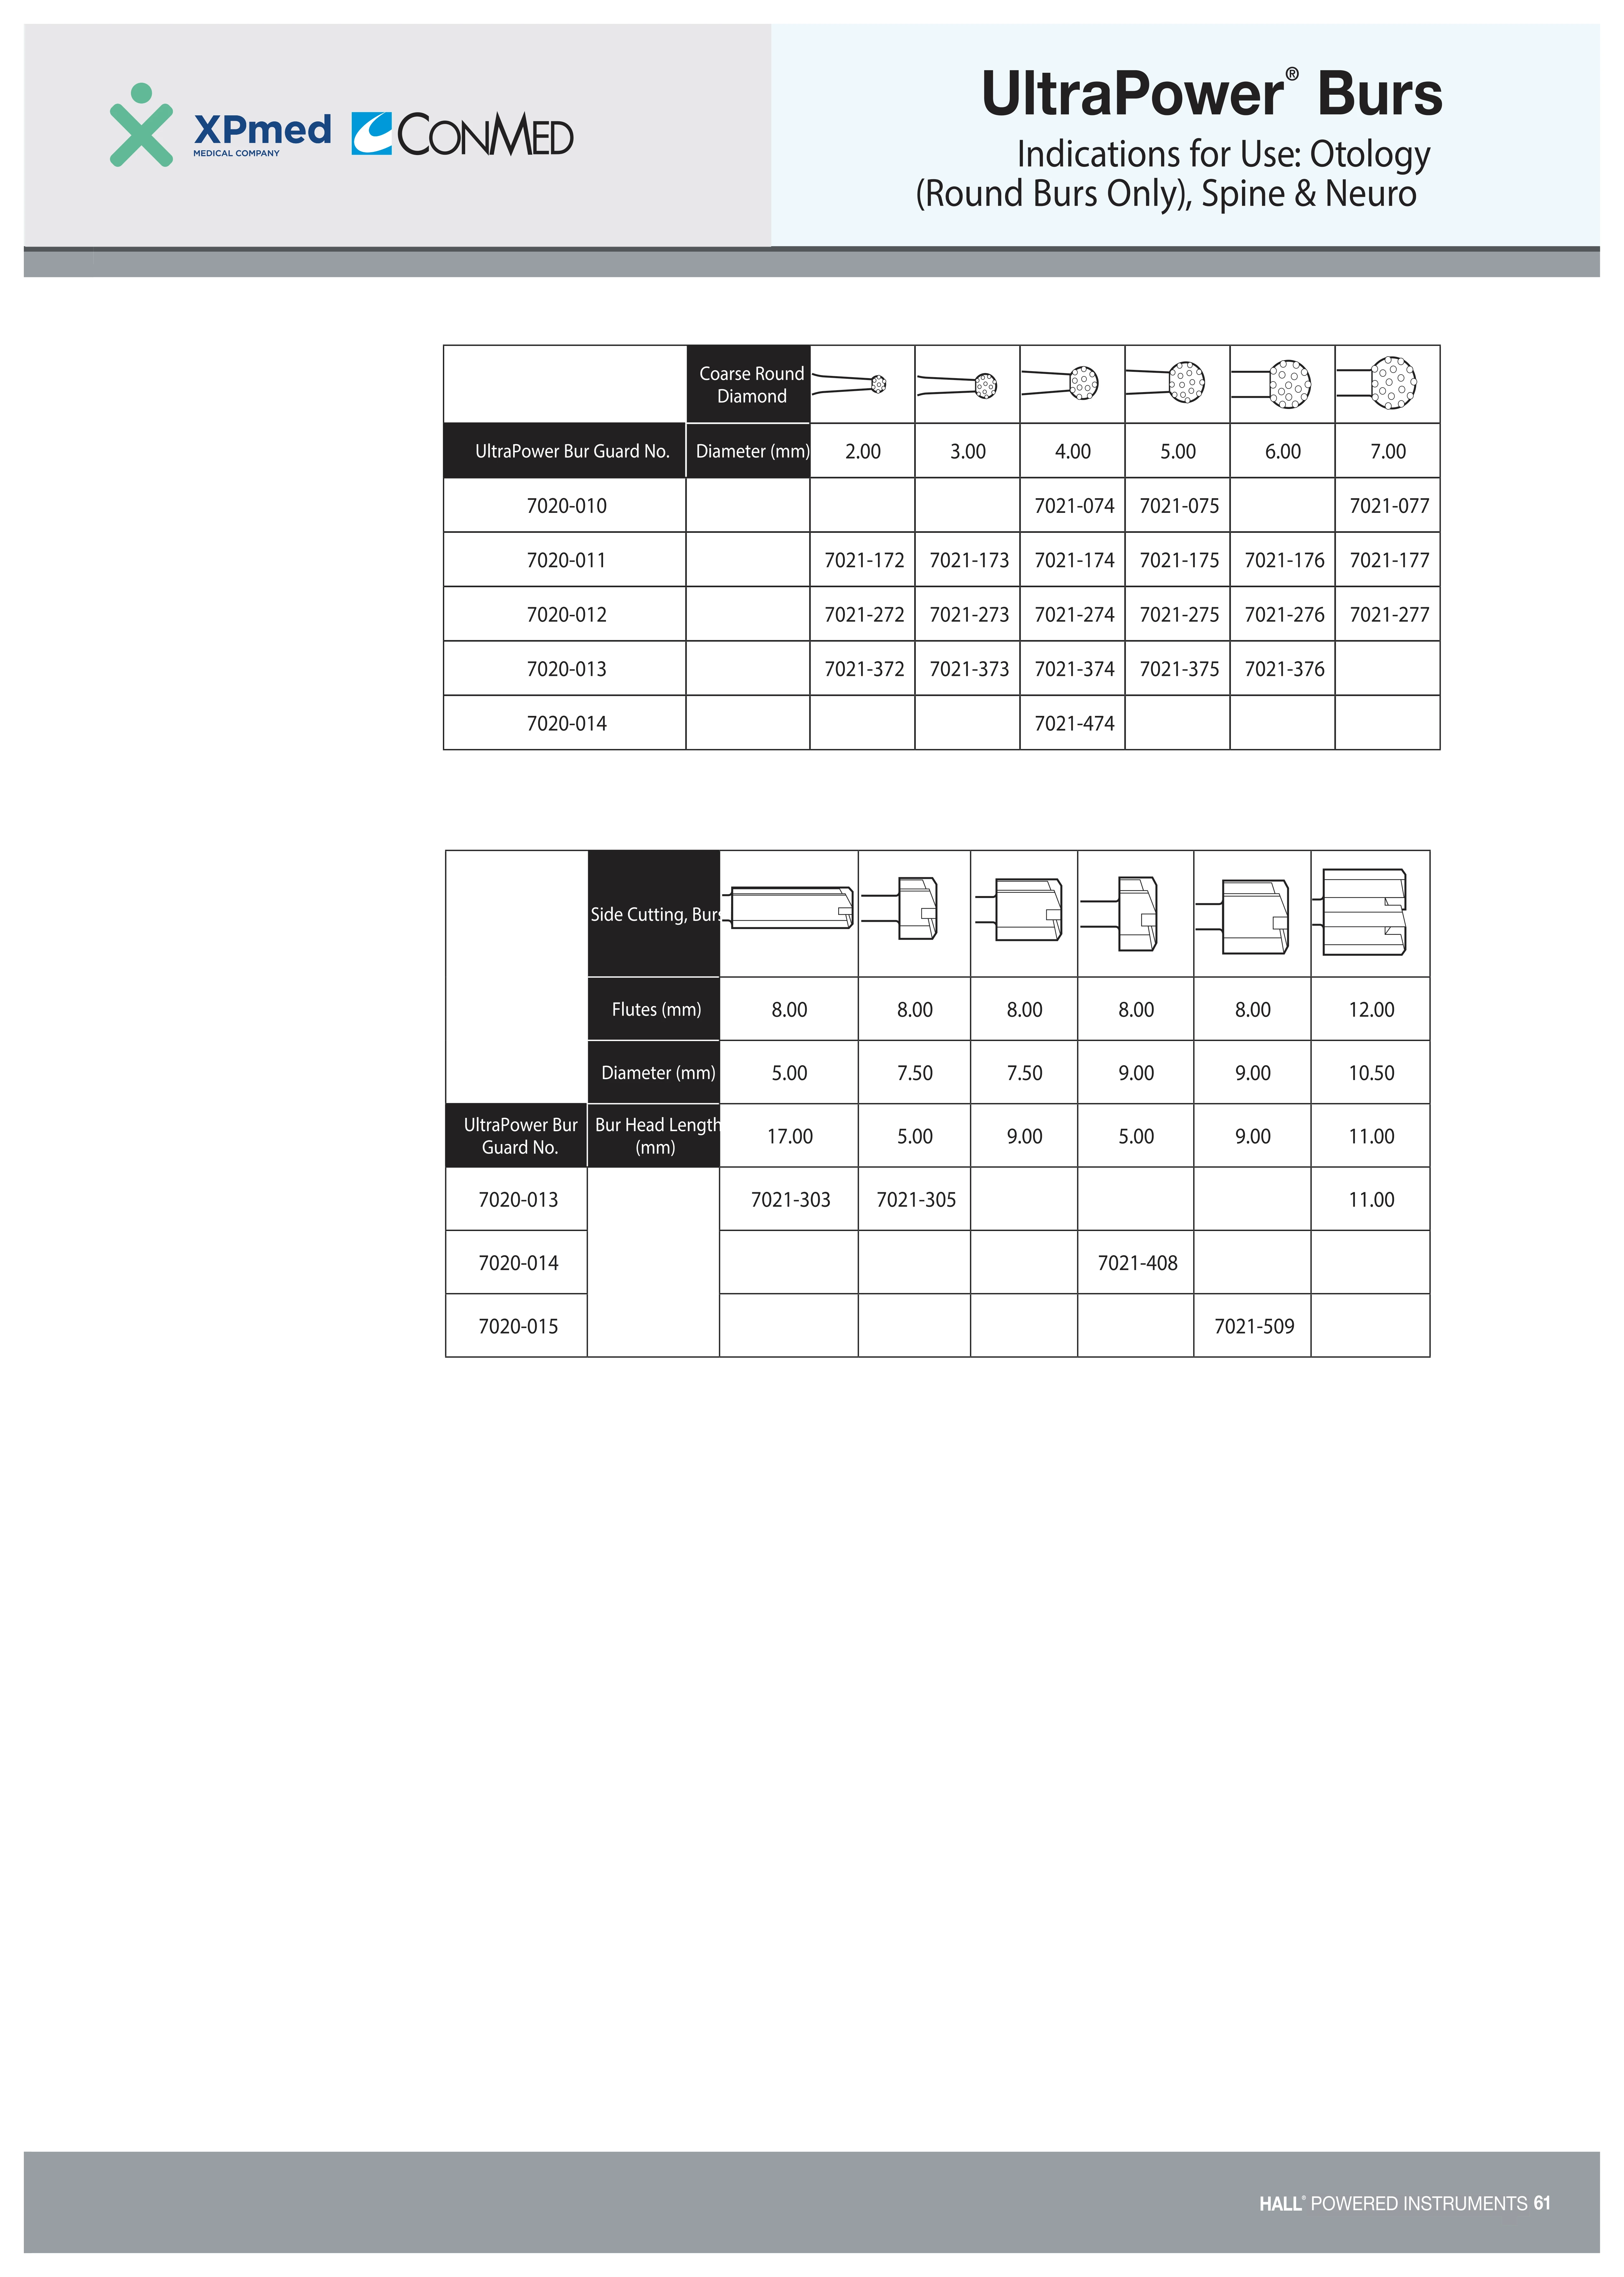 XPmed
MEDICAL COMPANY
CONMED
UltraPower® Burs
Indications for Use: Otology
(Round Burs Only), Spine & Neuro
Coarse Round
Diamond
UltraPower Bur Guard No. Diameter (mm) 2.00 3.00 4.00 5.00 6.00 7.00
7020-010 7021-074 7021-075 7021-077
7020-011 7021-172 7021-173 7021-174 7021-175 7021-176 7021-177
7020-012 7021-272 7021-273 7021-274 7021-275 7021-276 7021-277
7020-013 7021-372 7021-373 7021-374 7021-375 7021-376
7020-014 7021-474
Side Cutting, Burs
Flutes (mm) 8.00 8.00 8.00 8.00 8.00 12.00
Diameter (mm) 5.00 7.50 7.50 9.00 9.00 10.50
UltraPower Bur
Guard No.
Bur Head Length
(mm)
17.00 5.00 9.00 5.00 9.00 11.00
7020-013 7021-303 7021-305 11.00
7020-014 7021-408
7020-015 7021-509
HALL® POWERED INSTRUMENTS 61